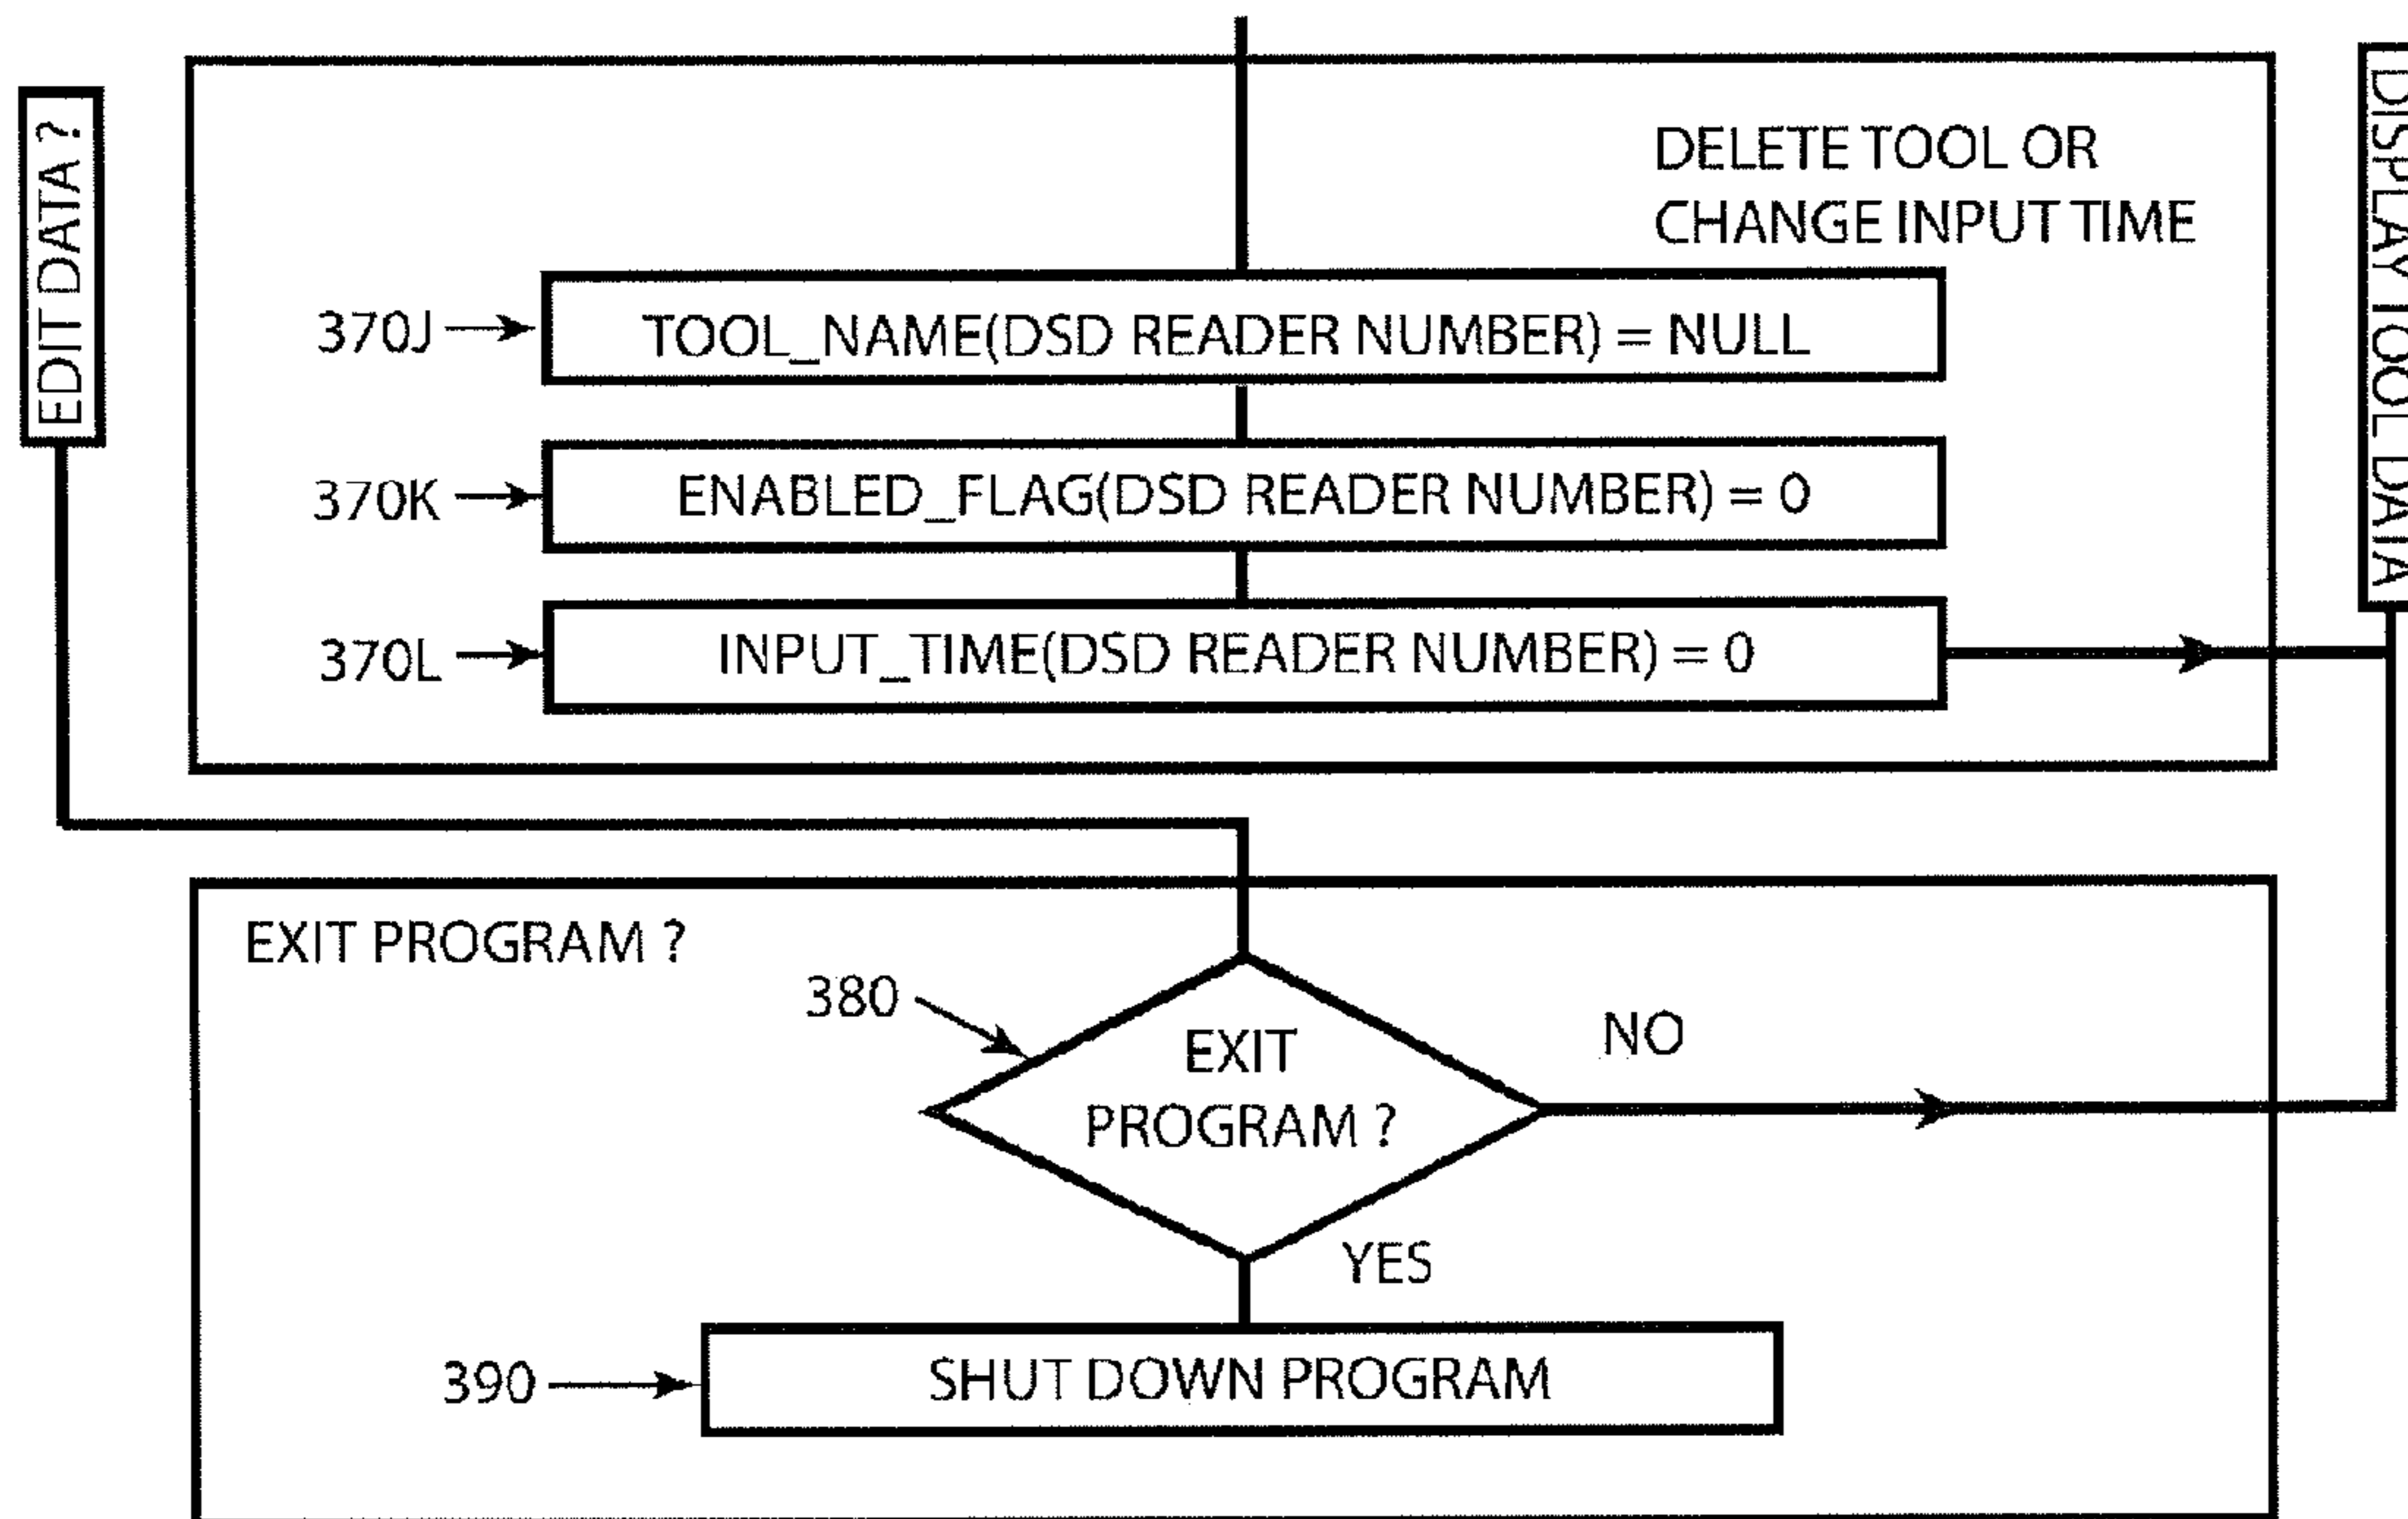 EDIT DATA ?
DISPLAY TOOL DATA
DELETE TOOL OR
CHANGE INPUT TIME
370J
TOOL_NAME(DSD READER NUMBER) = NULL
370K
ENABLED_FLAG(DSD READER NUMBER) = 0
370L
INPUT_TIME(DSD READER NUMBER) = 0
EXIT PROGRAM ?
380
EXIT
PROGRAM ?
NO
YES
390
SHUT DOWN PROGRAM